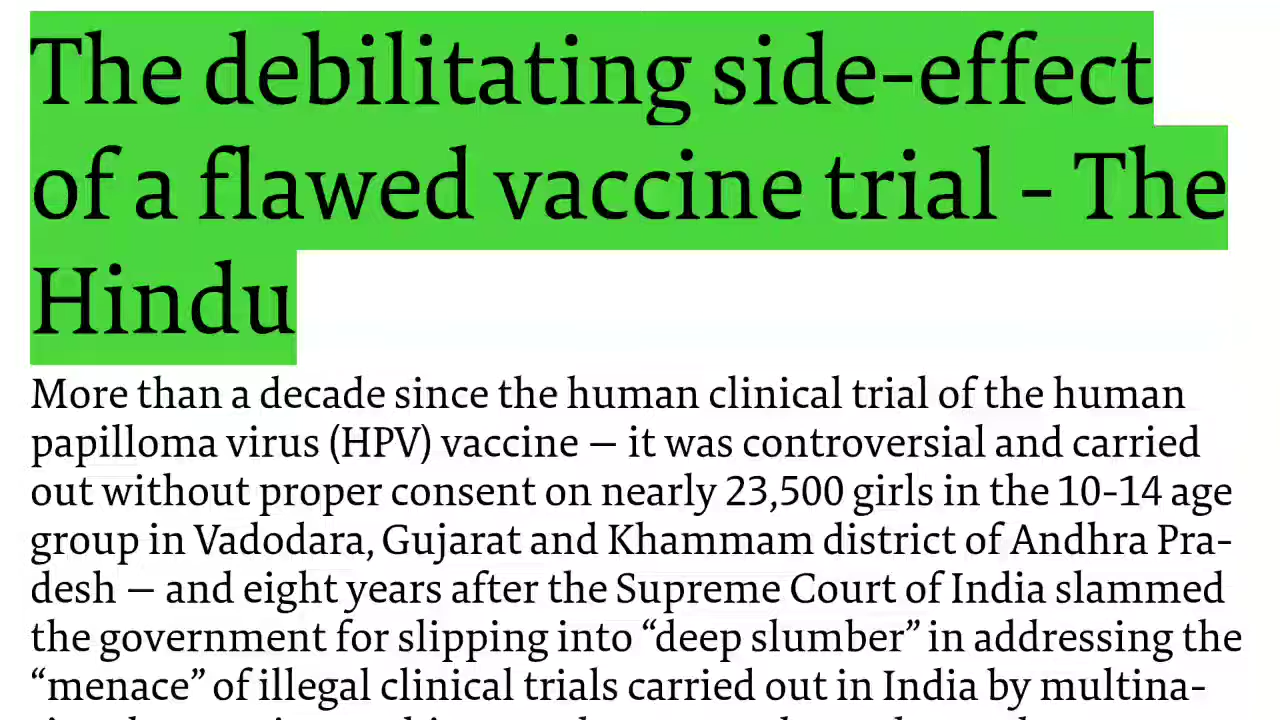 The debilitating side-effect
of a flawed vaccine trial - The
Hindu
More than a decade since the human clinical trial of the human
papilloma virus (HPV) vaccine — it was controversial and carried
out without proper consent on nearly 23,500 girls in the 10-14 age
group in Vadodara, Gujarat and Khammam district of Andhra Pra-
desh — and eight years after the Supreme Court of India slammed
the government for slipping into “deep slumber” in addressing the
“menace” of illegal clinical trials carried out in India by multina-